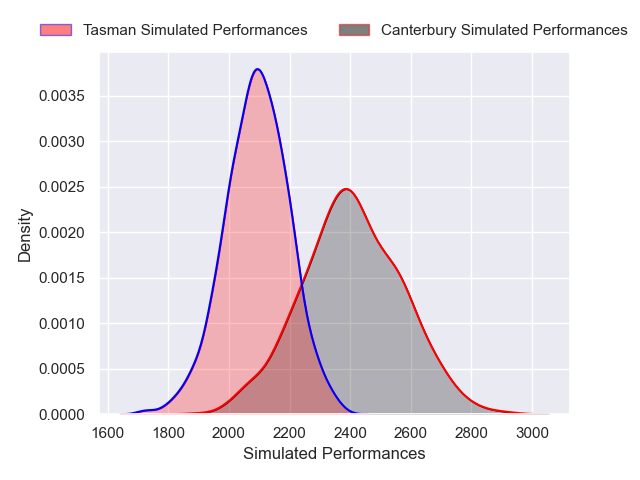 Tasman Simulated Performances
Canterbury Simulated Performances
0.0035
0.0030
0.0025
0.0020
0.0015
0.0010
0.0005
0.0000
Density
1600 1800 2000 2200 2400 2600 2800 3000
Simulated Performances